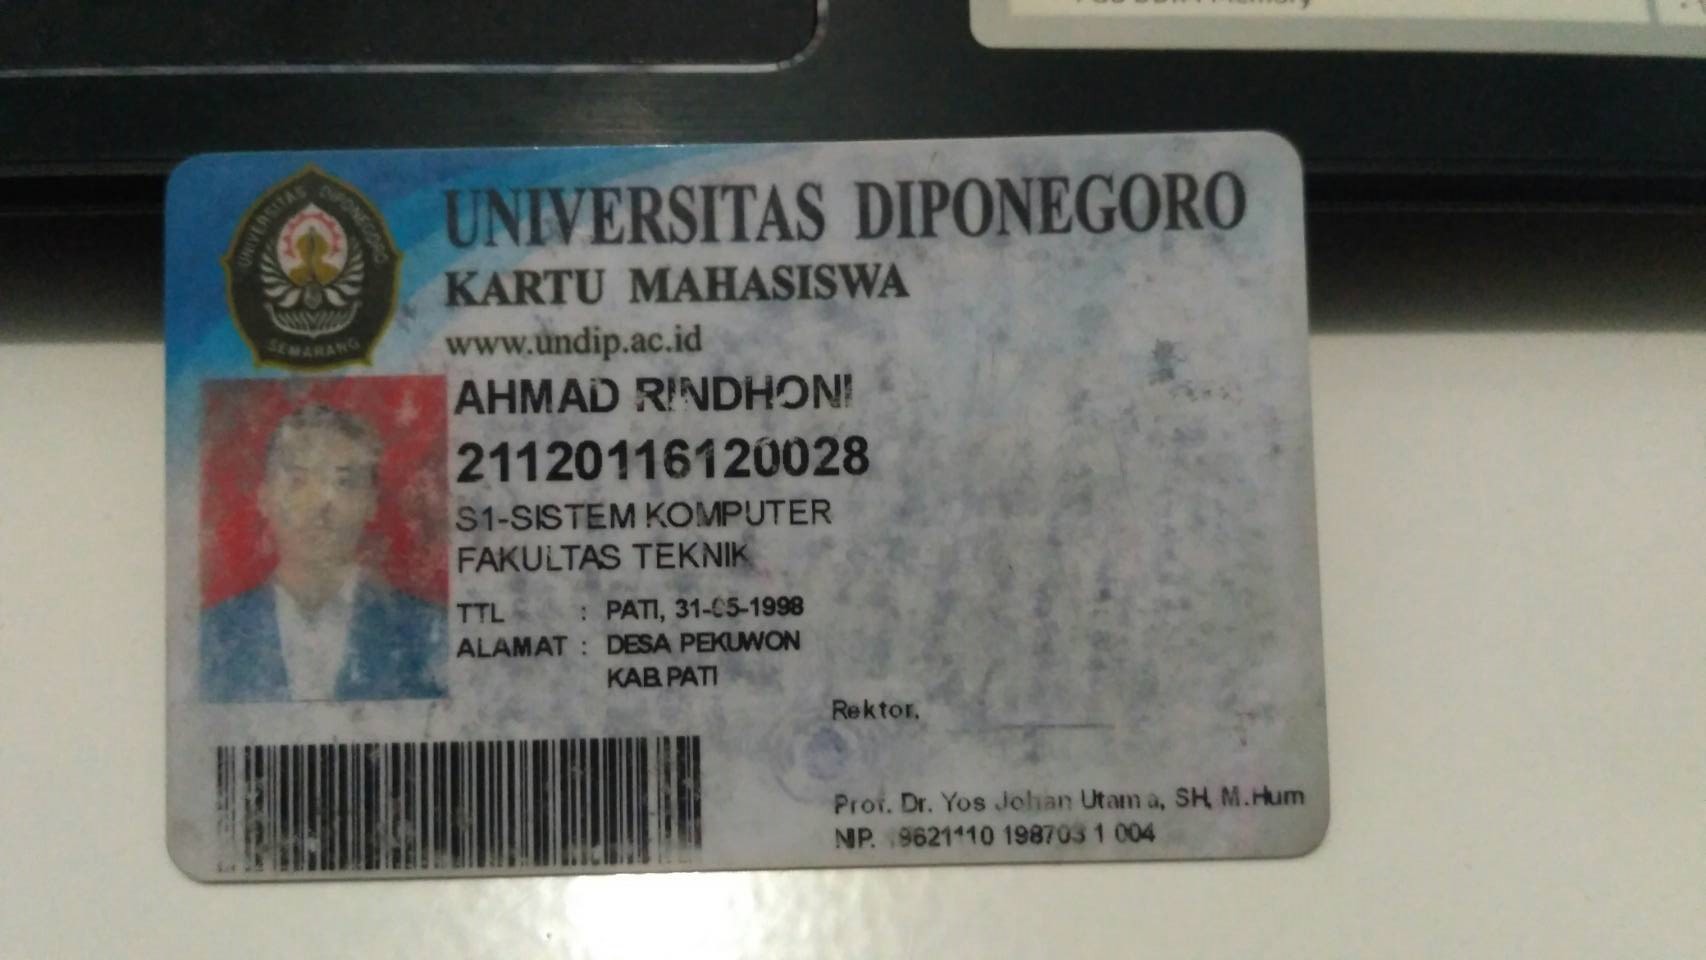 Memory
UNIVERSITAS DIPONEGORO
KARTU MAHASISWA
www.undip.ac.id
UNIVERSITAS DIPONEGORO
SEMARANG
AHMAD RINDHONI
21120116120028
S1-SISTEM KOMPUTER
FAKULTAS TEKNIK
TTL : PATI, 31-05-1998
ALAMAT : DESA PEKUWON
KAB.PATI
Rektor,
Prof. Dr. Yos Johan Utama, SH, M.Hum
NIP. 198703 1 004